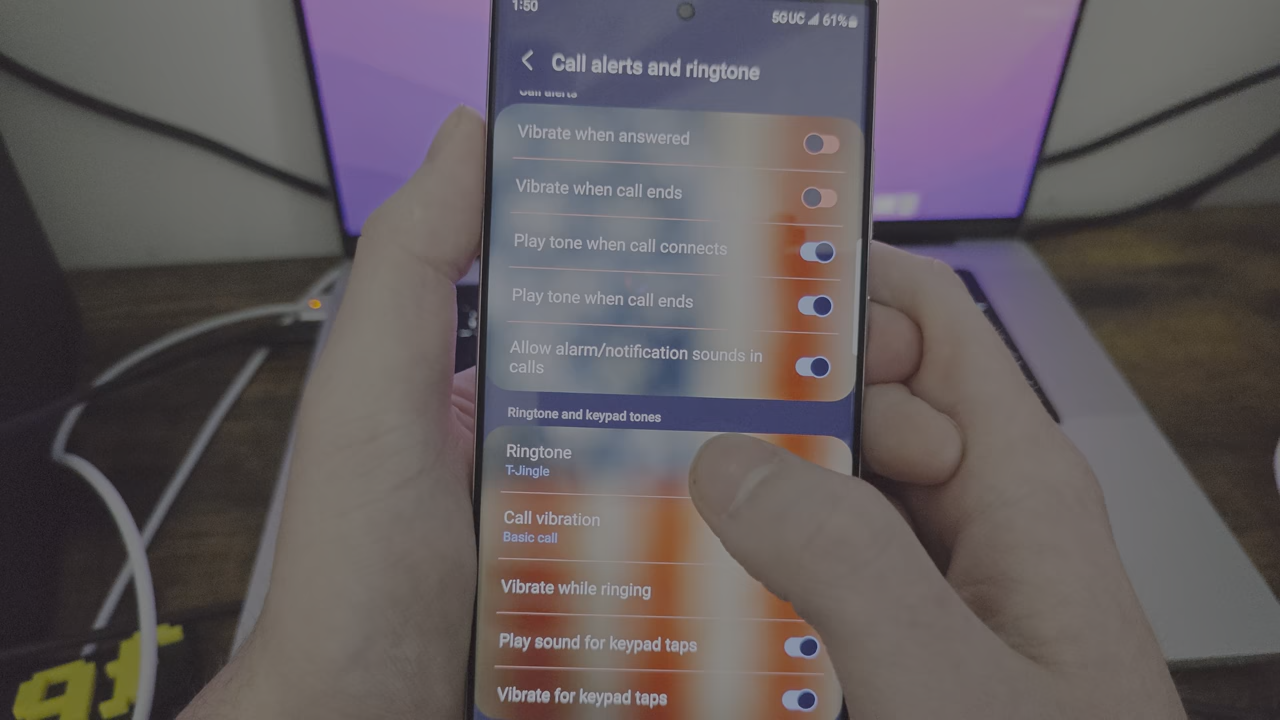 1:50
5G UC 61%
Call alerts and ringtone
Call alerts
Vibrate when answered
Vibrate when call ends
Play tone when call connects
Play tone when call ends
Allow alarm/notification sounds in
calls
Ringtone and keypad tones
Ringtone
T-Jingle
Call vibration
Basic call
Vibrate while ringing
Play sound for keypad taps
Vibrate for keypad taps